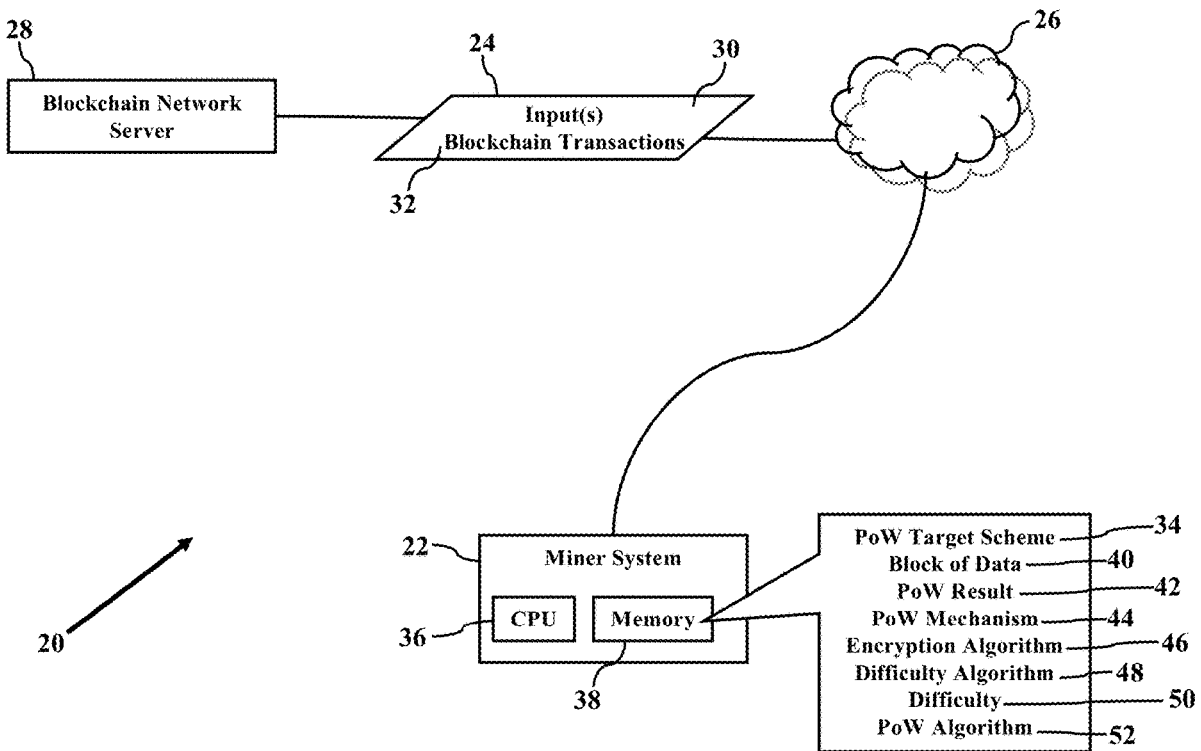 28
24
30
26
Blockchain Network
Server
Input(s)
Blockchain Transactions
32
22
Miner System
CPU
Memory
36
38
20
PoW Target Scheme 34
Block of Data 40
PoW Result 42
PoW Mechanism 44
Encryption Algorithm 46
Difficulty Algorithm 48
Difficulty 50
PoW Algorithm 52